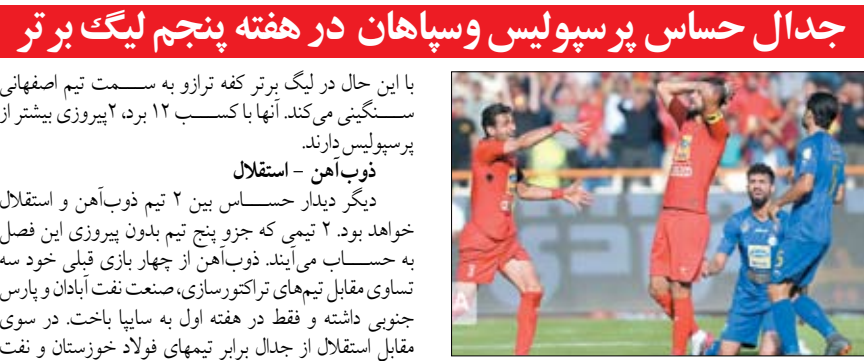 جدال حساس پرسپولیس وسپاهان در هفته پنجم لیگ برتر
با این حال در لیگ برتر کفه ترازو به سمت تیم اصفهانی
سنگینی می‌کند. آنها با کسب ۱۲ برد، ۲پیروزی بیشتر از
پرسپولیس دارند.
ذوب‌آهن - استقلال
دیگر دیدار حساس بین ۲ تیم ذوب‌آهن و استقلال
خواهد بود. ۲ تیمی که جزو پنج تیم بدون پیروزی این فصل
به حساب می‌آیند. ذوب‌آهن از چهار بازی قبلی خود سه
تساوی مقابل تیم‌های تراکتورسازی، صنعت نفت آبادان و پارس
جنوبی داشته و فقط در هفته اول به سایپا باخت. در سوی
مقابل استقلال از جدال برابر تیمهای فولاد خوزستان و نفت